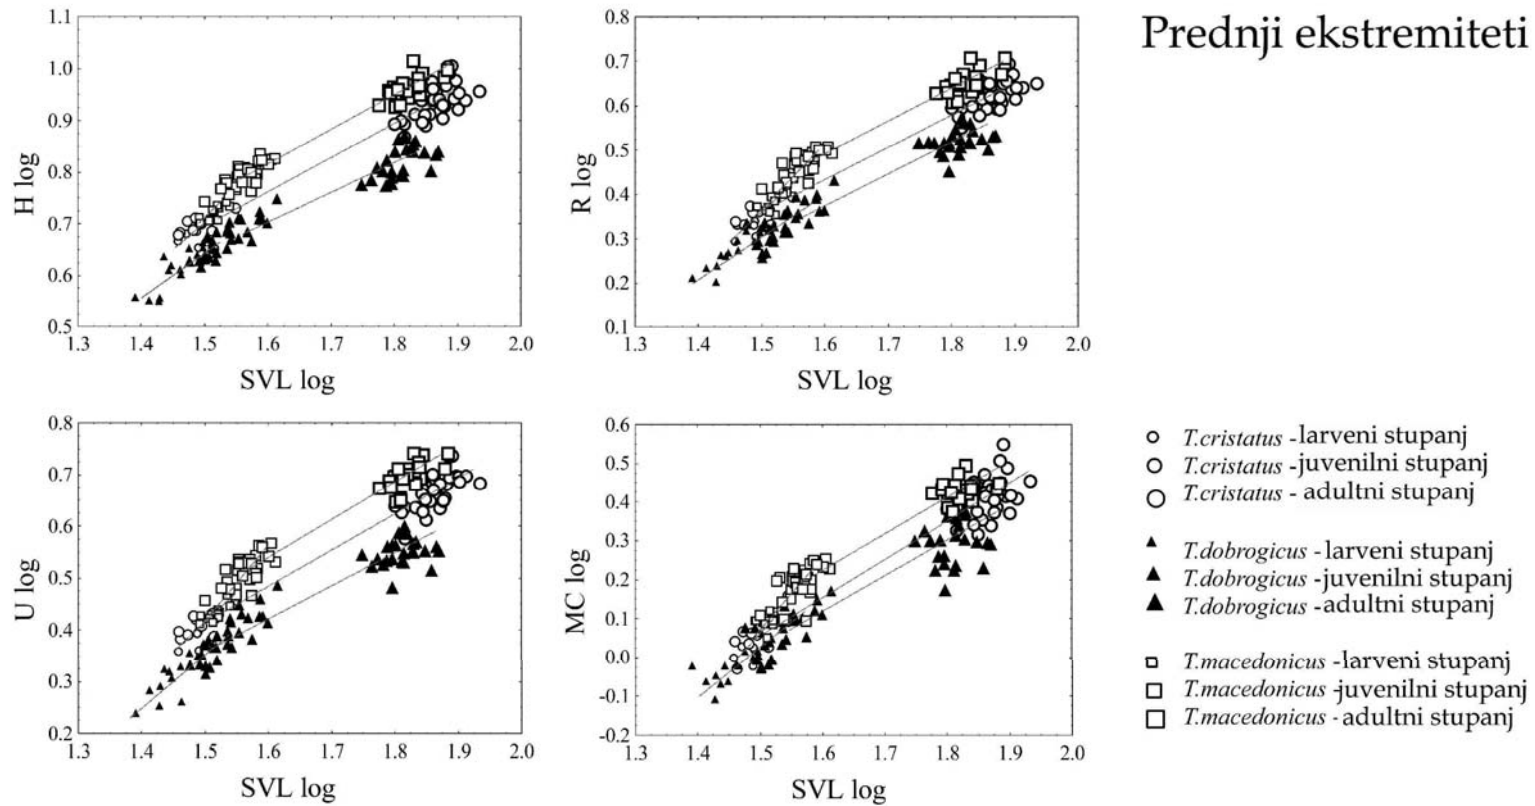 Prednji ekstremiteti
1.1
1.0
0.9
0.8
0.7
0.6
0.5
H log
1.3 1.4 1.5 1.6 1.7 1.8 1.9 2.0
SVL log
0.8
0.7
0.6
0.5
0.4
0.3
0.2
0.1
R log
1.3 1.4 1.5 1.6 1.7 1.8 1.9 2.0
SVL log
0.8
0.7
0.6
0.5
0.4
0.3
0.2
U log
1.3 1.4 1.5 1.6 1.7 1.8 1.9 2.0
SVL log
0.6
0.5
0.4
0.3
0.2
0.1
0.0
-0.1
-0.2
MC log
1.3 1.4 1.5 1.6 1.7 1.8 1.9 2.0
SVL log
T.cristatus -larveni stupanj
T.cristatus -juvenilni stupanj
T.cristatus - adultni stupanj
T.dobrogicus -larveni stupanj
T.dobrogicus -juvenilni stupanj
T.dobrogicus -adultni stupanj
T.macedonicus -larveni stupanj
T.macedonicus -juvenilni stupanj
T.macedonicus - adultni stupanj